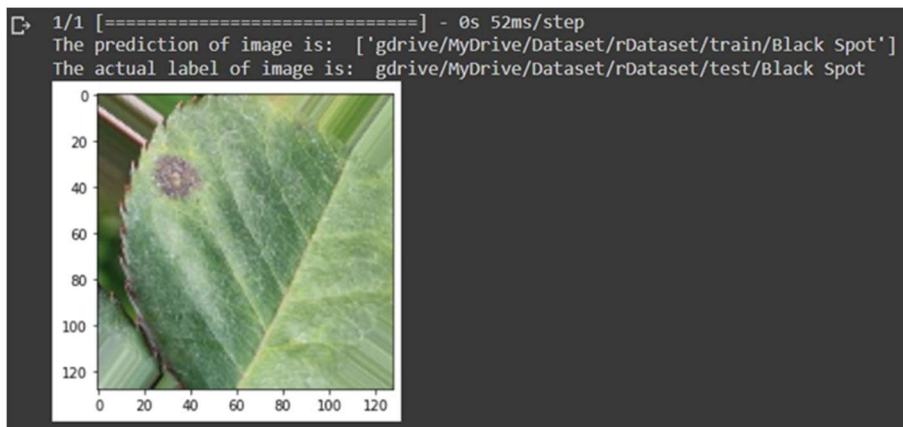 1/1 [==============================] - 0s 52ms/step
The prediction of image is:  ['gdrive/MyDrive/Dataset/rDataset/train/Black Spot']
The actual label of image is:  gdrive/MyDrive/Dataset/rDataset/test/Black Spot
0
20
40
60
80
100
120
0 20 40 60 80 100 120